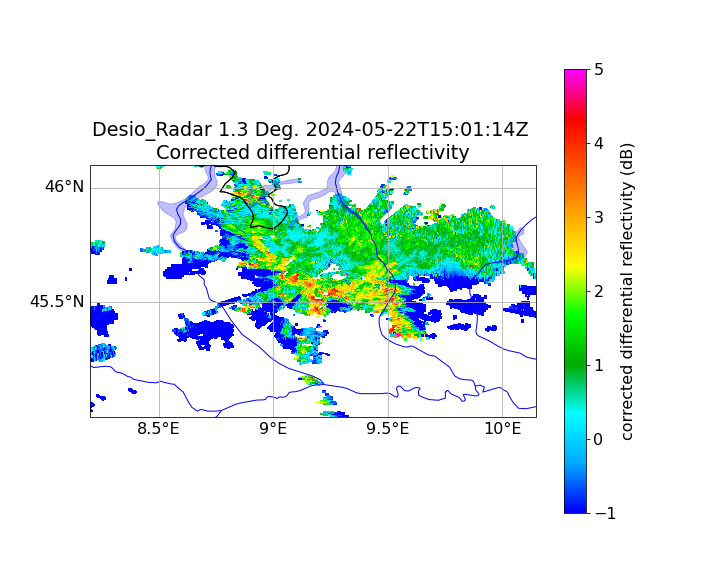 Desio_Radar 1.3 Deg. 2024-05-22T15:01:14Z
Corrected differential reflectivity
46°N
45.5°N
8.5°E
9°E
9.5°E
10°E
5
4
3
2
1
0
−1
corrected differential reflectivity (dB)